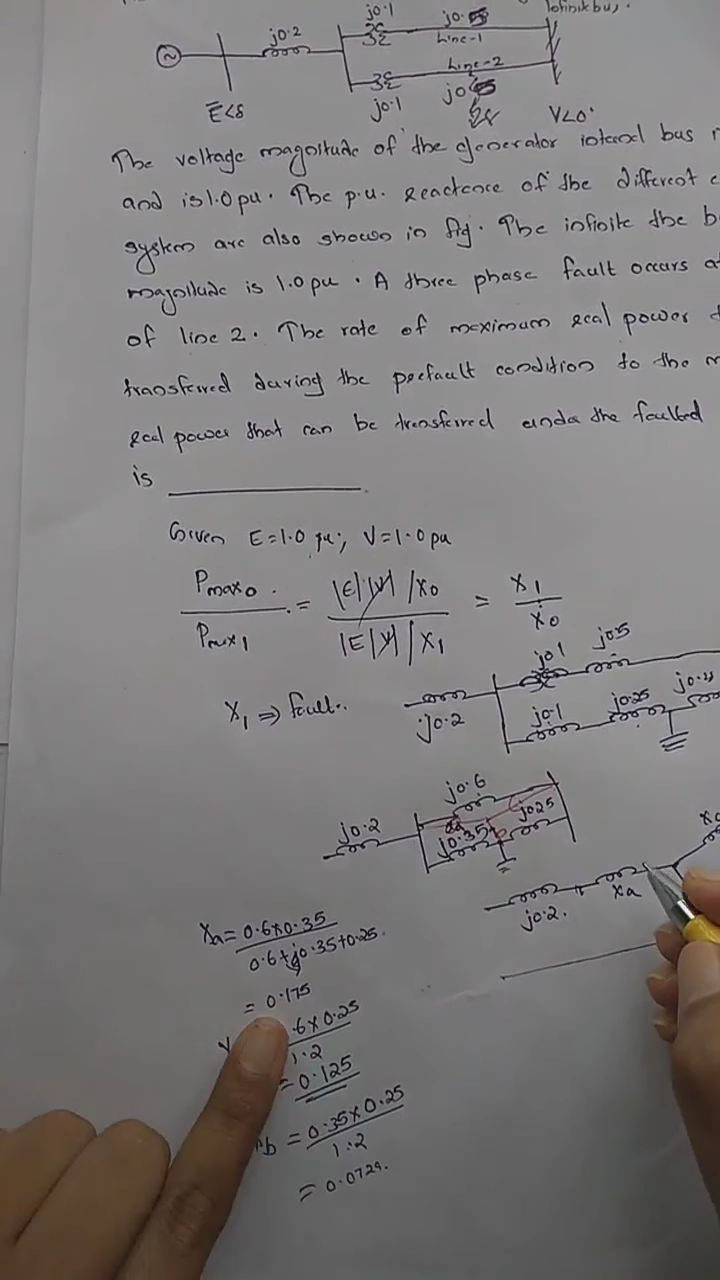 j0.1
j0.5
Infinite bus.
j0.2
Line-1
Line-2
E<δ
j0.1
V<0°
The voltage magnitude of the generator internal bus
and is 1.0 pu. The p.u. reactence of the different
system are also shown in fig. The infinite the b
magnitude is 1.0 pu. A three phase fault occurs at
of line 2. The rate of maximum real power
transferred during the prefault condition to the m
real power that can be transferred unda the faulted
is
Given E=1.0 pu; V=1.0pu
Pmax0 / Pmax1 = |E||V|/X0 / |E||V|/X1 = X1 / X0
X1 ⇒ fault.
j0.1
j0.5
j0.2
j0.1
j0.25
j0.6
j0.2
j0.35
j0.25
j0.2.
Xa
Xa = 0.6×0.35 / 0.6+j0.35+0.25.
= 0.175
.6×0.25 / 1.2
= 0.125
b = 0.35×0.25 / 1.2
= 0.0729.